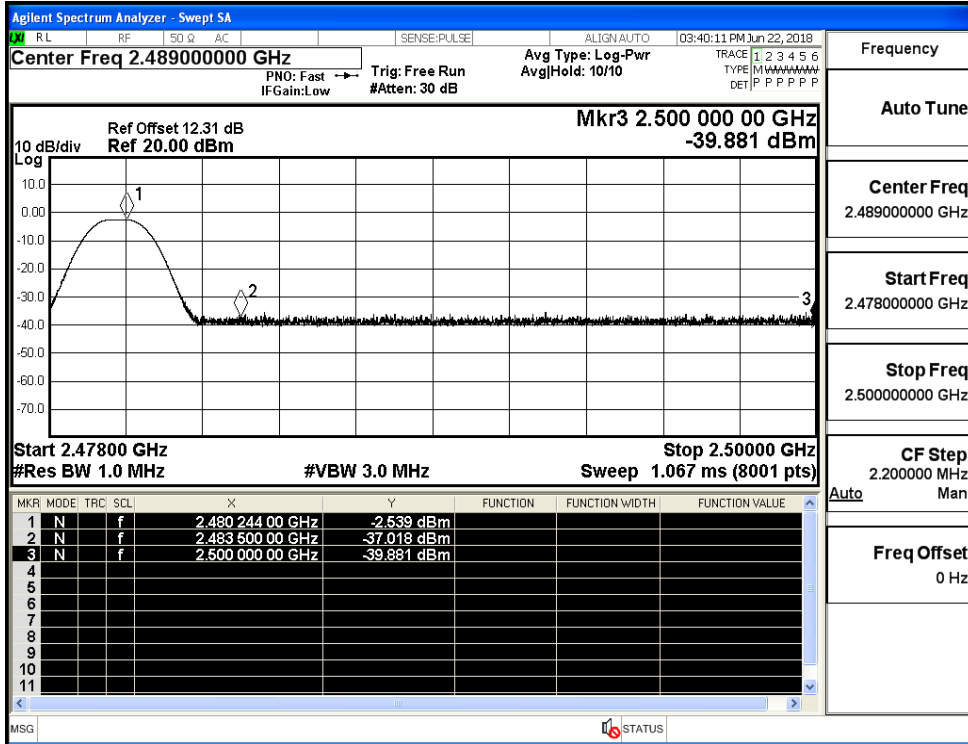 Agilent Spectrum Analyzer - Swept SA
LXI RL RF 50 Ω AC SENSE:PULSE ALIGN AUTO 03:40:11 PM Jun 22, 2018
Center Freq 2.489000000 GHz
PNO: Fast
IFGain:Low
Trig: Free Run
#Atten: 30 dB
Avg Type: Log-Pwr
Avg|Hold: 10/10
TRACE 1 2 3 4 5 6
TYPE M WWWWW
DET P P P P P P
Frequency
Mkr3 2.500 000 00 GHz
-39.881 dBm
Ref Offset 12.31 dB
10 dB/div Ref 20.00 dBm
Log
10.0
0.00
-10.0
-20.0
-30.0
-40.0
-50.0
-60.0
-70.0
1
2
3
Start 2.47800 GHz Stop 2.50000 GHz
#Res BW 1.0 MHz #VBW 3.0 MHz Sweep 1.067 ms (8001 pts)
MKR MODE TRC SCL X Y FUNCTION FUNCTION WIDTH FUNCTION VALUE
1 N f 2.480 244 00 GHz -2.539 dBm
2 N f 2.483 500 00 GHz -37.018 dBm
3 N f 2.500 000 00 GHz -39.881 dBm
4
5
6
7
8
9
10
11
MSG STATUS
Auto Tune
Center Freq
2.489000000 GHz
Start Freq
2.478000000 GHz
Stop Freq
2.500000000 GHz
CF Step
2.200000 MHz
Auto Man
Freq Offset
0 Hz